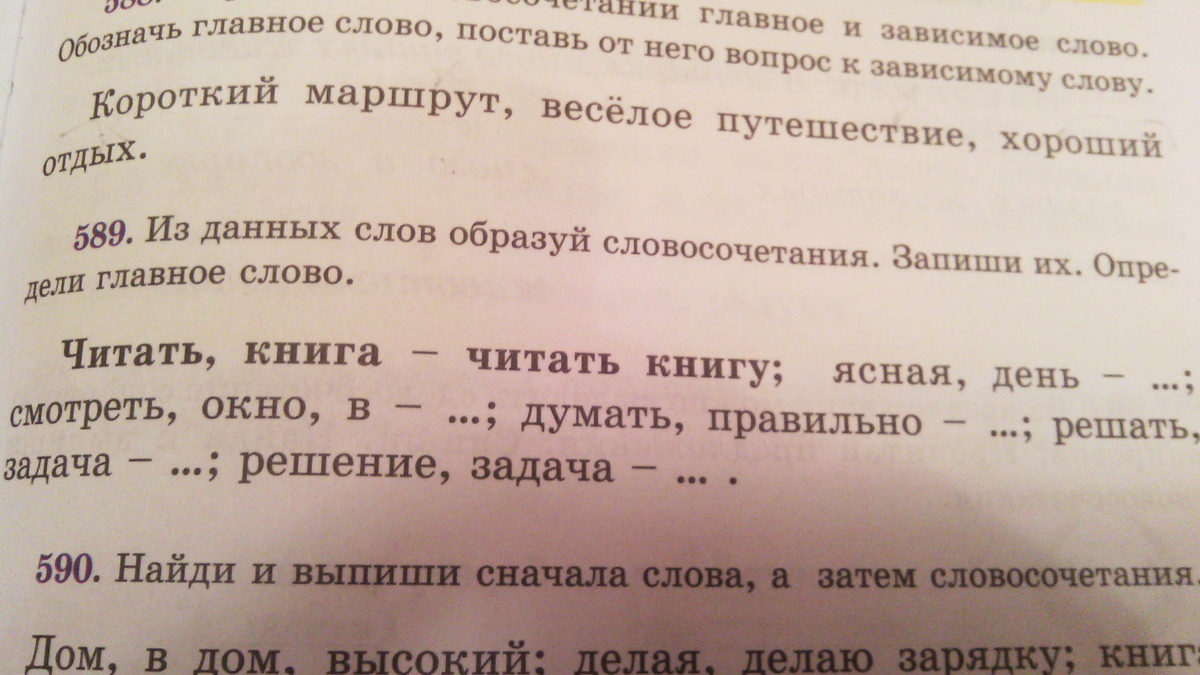 главное и зависимое слово.
Обозначь главное слово, поставь от него вопрос к зависимому слову.
Короткий маршрут, весёлое путешествие, хороший
отдых.
589. Из данных слов образуй словосочетания. Запиши их. Опре-
дели главное слово.
Читать, книга – читать книгу; ясная, день – ...;
смотреть, окно, в – ...; думать, правильно – ...; решать,
задача – ...; решение, задача – ... .
590. Найди и выпиши сначала слова, а затем словосочетания.
Дом, в дом, высокий; делая, делаю зарядку; книга